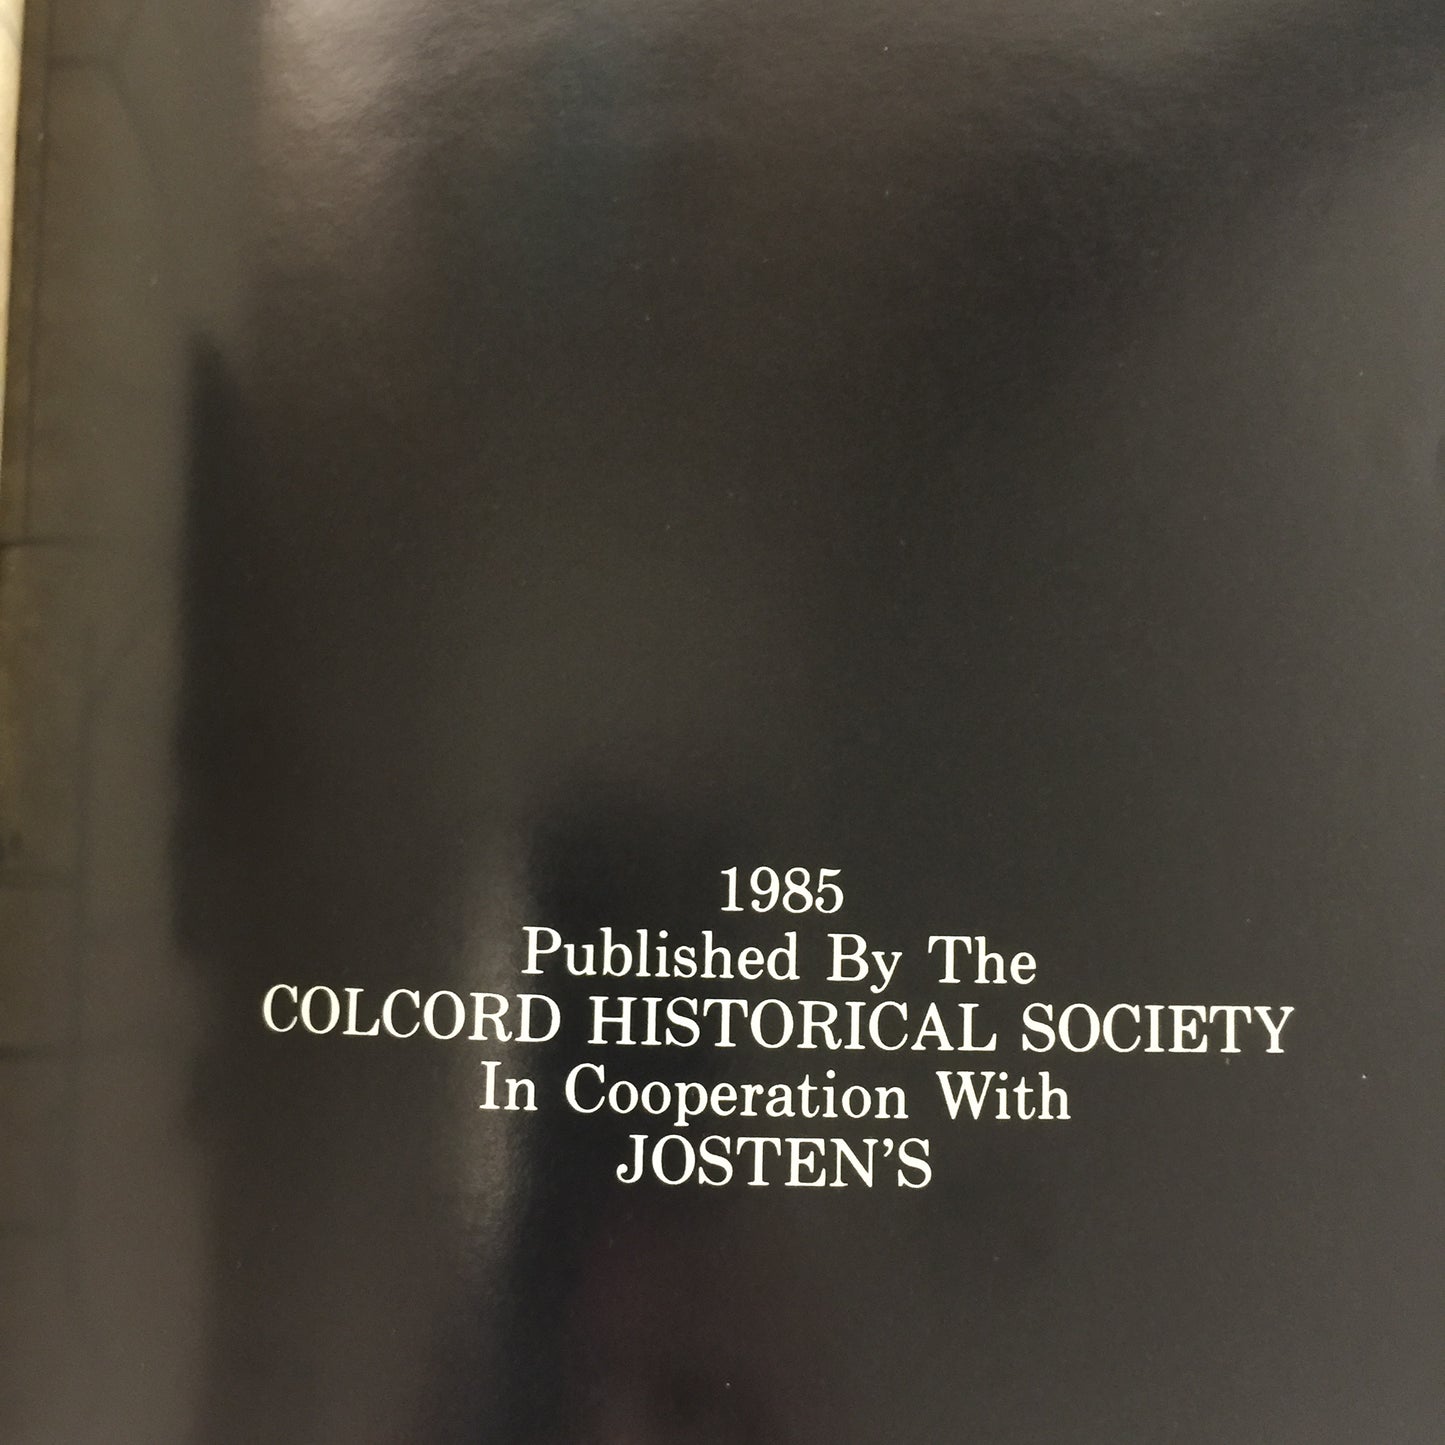 1985
Published By The
COLCORD HISTORICAL SOCIETY
In Cooperation With
JOSTEN’S